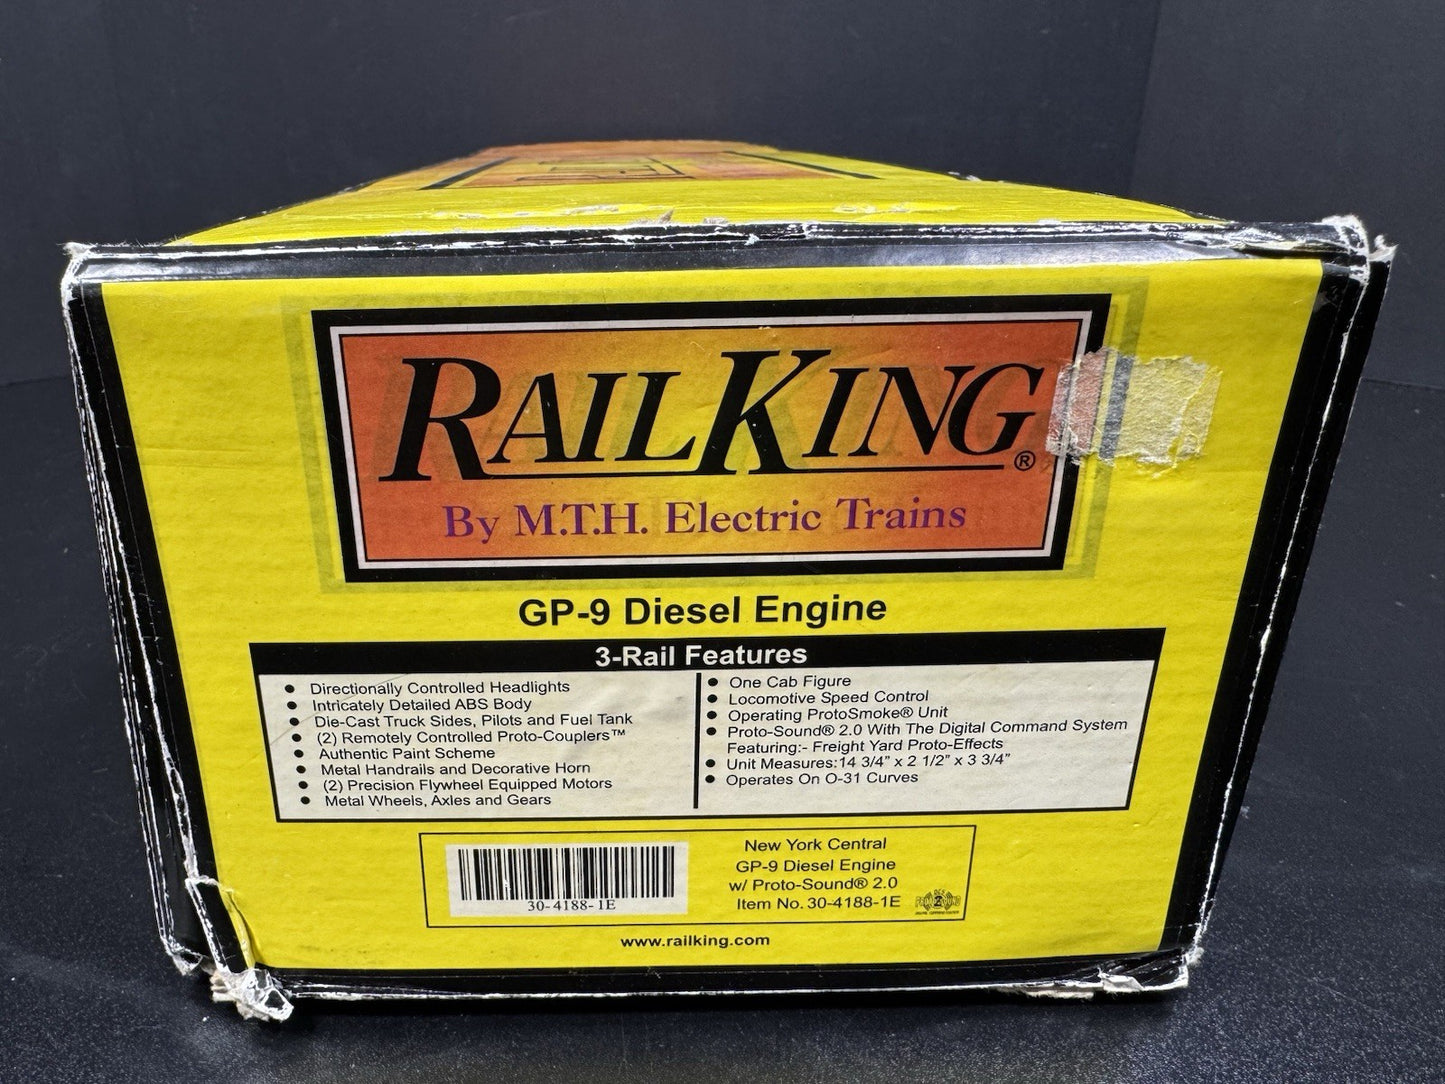 RAILKING®
By M.T.H. Electric Trains
GP-9 Diesel Engine
3-Rail Features
● Directionally Controlled Headlights
● Intricately Detailed ABS Body
● Die-Cast Truck Sides, Pilots and Fuel Tank
● (2) Remotely Controlled Proto-Couplers™
● Authentic Paint Scheme
● Metal Handrails and Decorative Horn
● (2) Precision Flywheel Equipped Motors
● Metal Wheels, Axles and Gears
● One Cab Figure
● Locomotive Speed Control
● Operating ProtoSmoke® Unit
● Proto-Sound® 2.0 With The Digital Command System
Featuring:- Freight Yard Proto-Effects
● Unit Measures:14 3/4" x 2 1/2" x 3 3/4"
● Operates On O-31 Curves
30-4188-1E
New York Central
GP-9 Diesel Engine
w/ Proto-Sound® 2.0
Item No. 30-4188-1E
www.railking.com